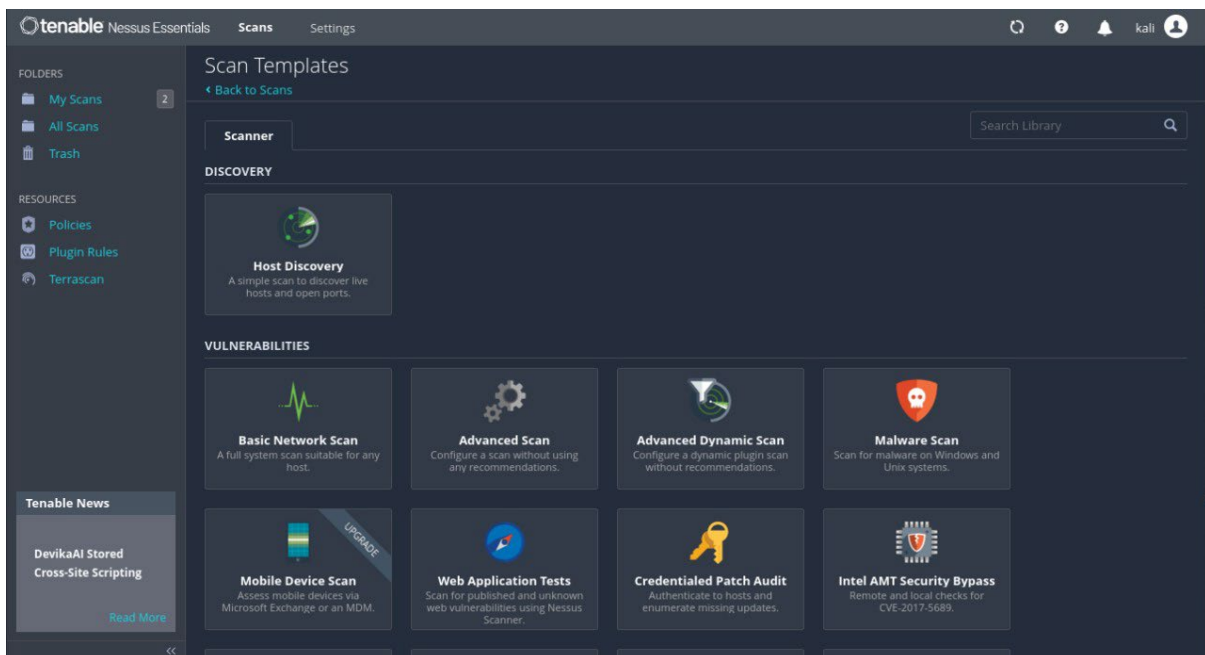 tenable Nessus Essentials Scans Settings kali
FOLDERS
My Scans 2
All Scans
Trash
RESOURCES
Policies
Plugin Rules
Terrascan
Tenable News
DevikaAI Stored
Cross-Site Scripting
Read More
Scan Templates
Back to Scans
Scanner
Search Library
DISCOVERY
Host Discovery
A simple scan to discover live
hosts and open ports.
VULNERABILITIES
Basic Network Scan
A full system scan suitable for any
host.
Advanced Scan
Configure a scan without using
any recommendations.
Advanced Dynamic Scan
Configure a dynamic plugin scan
without recommendations.
Malware Scan
Scan for malware on Windows and
Unix systems.
UPGRADE
Mobile Device Scan
Assess mobile devices via
Microsoft Exchange or an MDM.
Web Application Tests
Scan for published and unknown
web vulnerabilities using Nessus
Scanner.
Credentialed Patch Audit
Authenticate to hosts and
enumerate missing updates.
Intel AMT Security Bypass
Remote and local checks for
CVE-2017-5689.